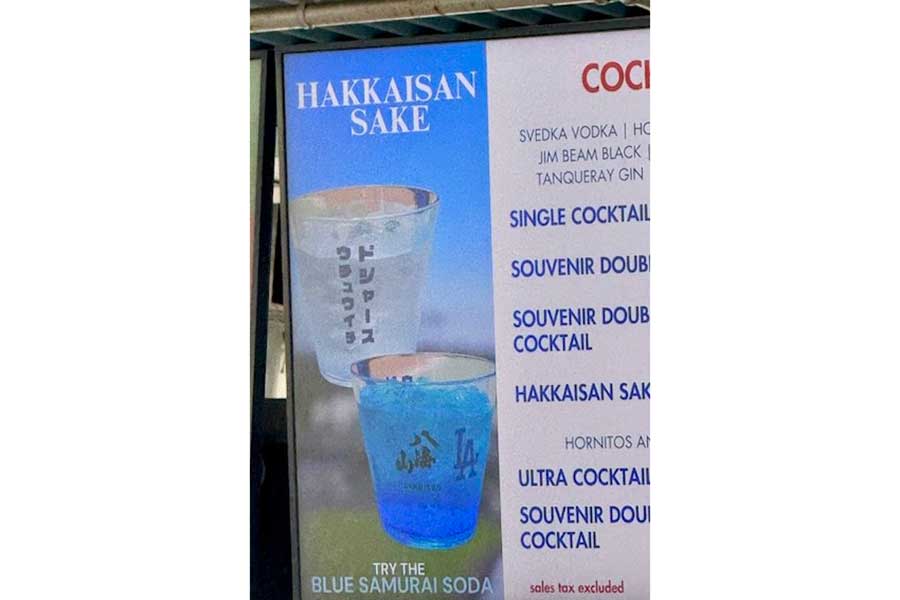 HAKKAISAN
SAKE
ドジャース
ウチュウイチ
八海山
LA
TRY THE
BLUE SAMURAI SODA
COCK
SVEDKA VODKA | HO
JIM BEAM BLACK |
TANQUERAY GIN
SINGLE COCKTAIL
SOUVENIR DOUB
SOUVENIR DOUB
COCKTAIL
HAKKAISAN SAK
HORNITOS AN
ULTRA COCKTAIL
SOUVENIR DOU
COCKTAIL
sales tax excluded